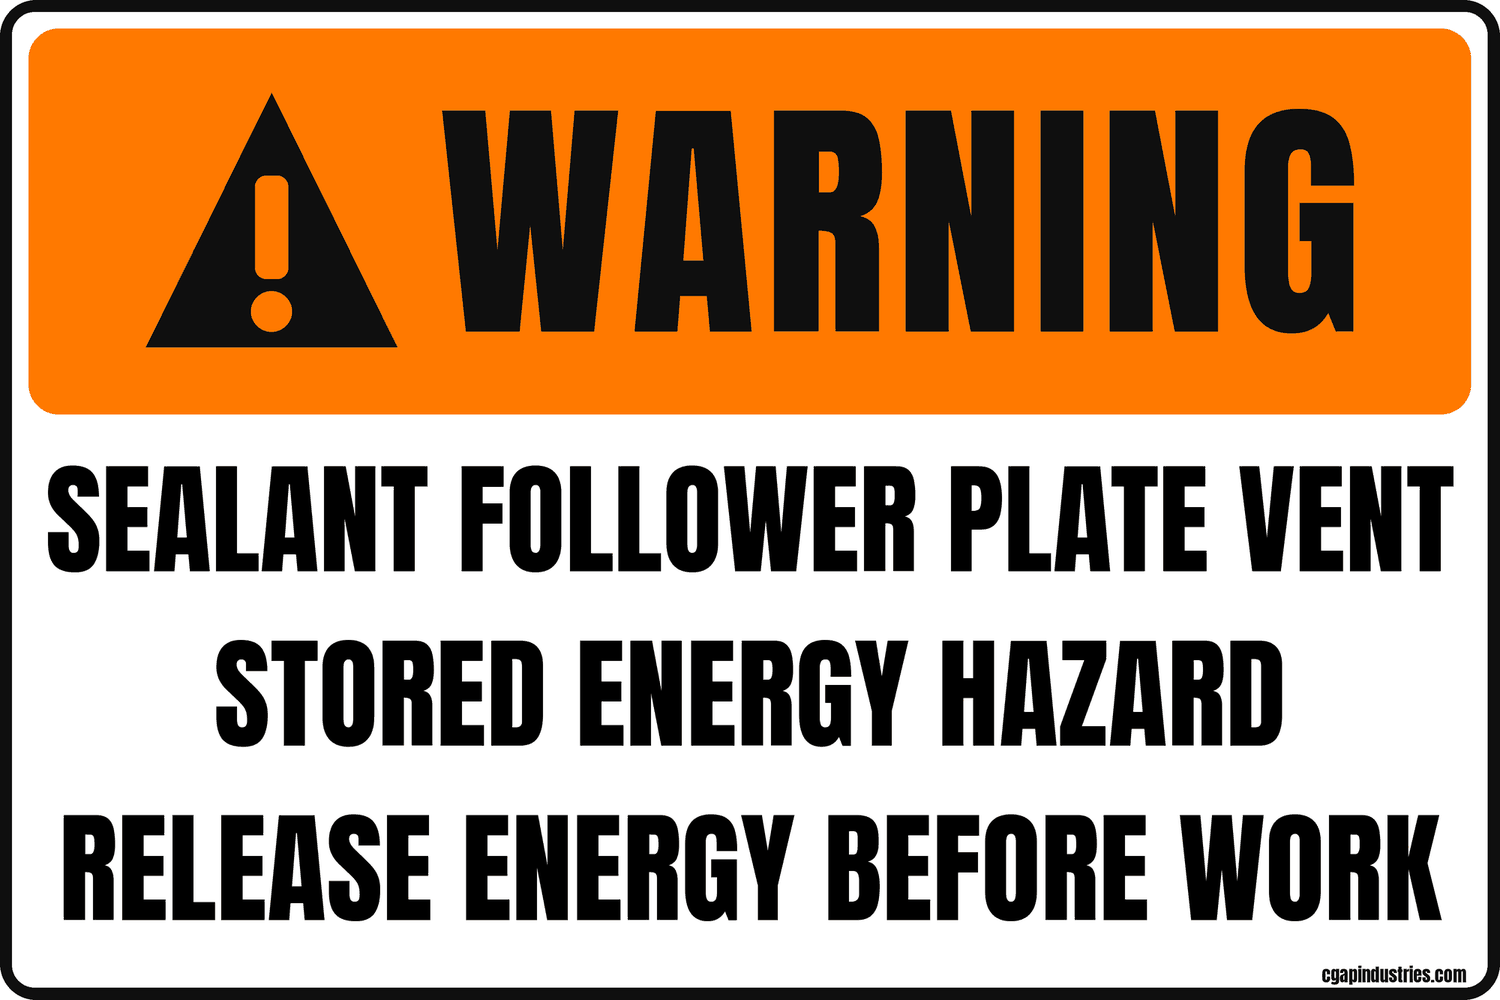 WARNING
SEALANT FOLLOWER PLATE VENT
STORED ENERGY HAZARD
RELEASE ENERGY BEFORE WORK
cgapindustries.com